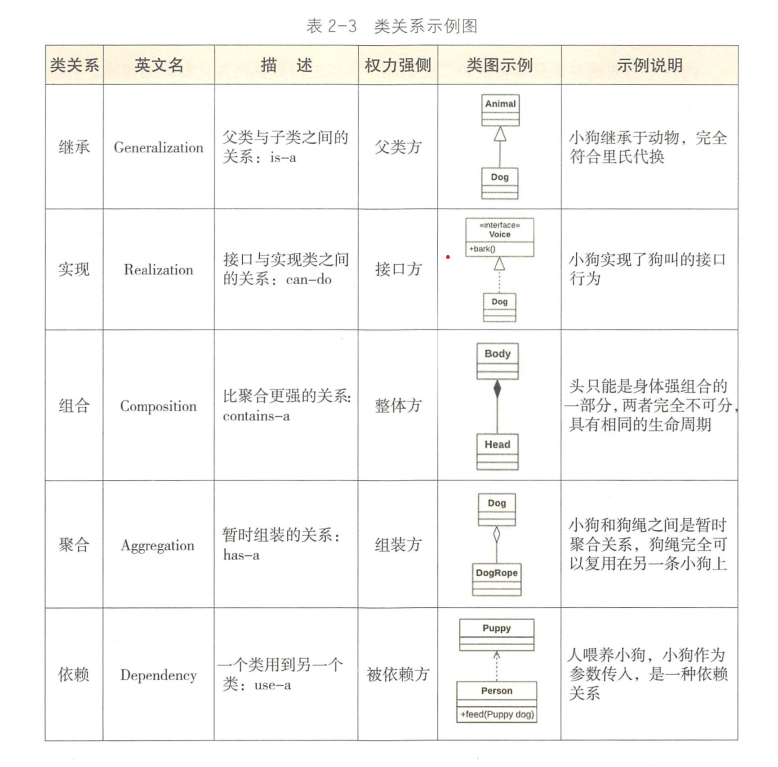 表 2-3 类关系示例图
类关系 英文名 描 述 权力强侧 类图示例 示例说明
继承
Generalization
父类与子类之间的
关系：is-a
父类方
Animal
Dog
小狗继承于动物，完全
符合里氏代换
实现
Realization
接口与实现类之间
的关系：can-do
接口方
«interface»
Voice
+bark()
Dog
小狗实现了狗叫的接口
行为
组合
Composition
比聚合更强的关系：
contains-a
整体方
Body
Head
头只能是身体强组合的
一部分，两者完全不可分，
具有相同的生命周期
聚合
Aggregation
暂时组装的关系：
has-a
组装方
Dog
DogRope
小狗和狗绳之间是暂时
聚合关系，狗绳完全可
以复用在另一条小狗上
依赖
Dependency
一个类用到另一个
类：use-a
被依赖方
Puppy
Person
+feed(Puppy dog)
人喂养小狗，小狗作为
参数传入，是一种依赖
关系